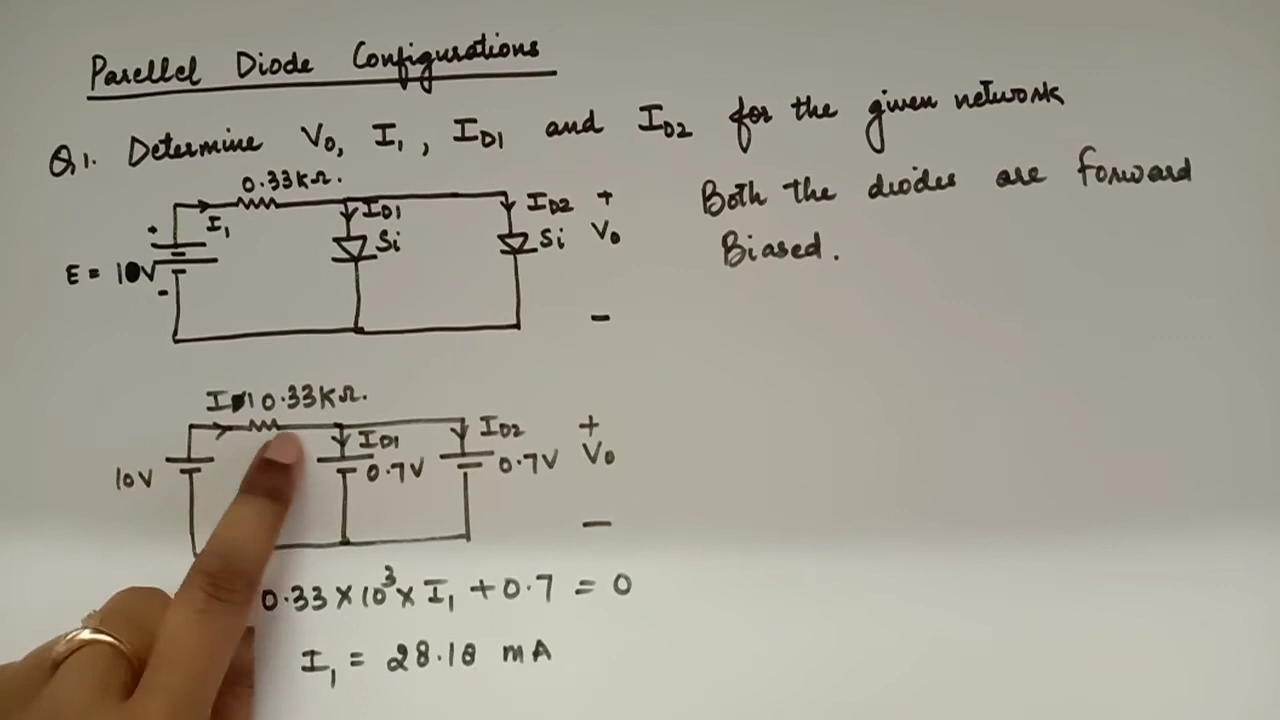 Parellel Diode Configurations
Q1. Determine V0, I1, ID1 and ID2 for the given network
Both the diodes are Forward
Biased.
0.33KΩ.
I1
ID1
ID2
+
+
Si
Si
V0
E = 10V
-
-
I1 0.33KΩ.
ID1
ID2
+
10V
0.7V
0.7V
V0
-
0.33 × 10³ × I1 + 0.7 = 0
I1 = 28.18 mA